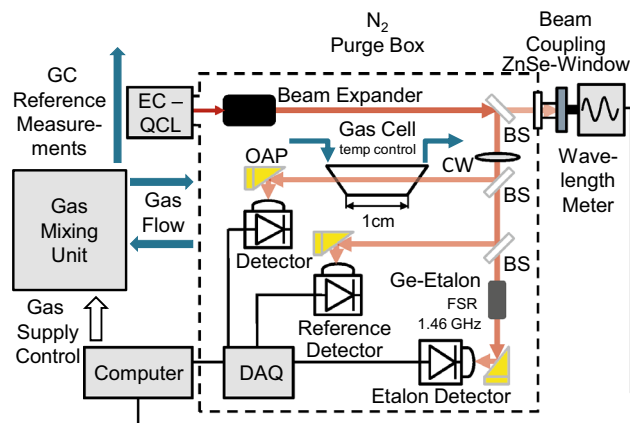 N₂
Purge Box
Beam
Coupling
ZnSe-Window
GC
Reference
Measure-
ments
EC –
QCL
Beam Expander
BS
Wave-
length
Meter
Gas Cell
temp control
CW
OAP
BS
1cm
Gas
Mixing
Unit
Gas
Flow
Detector
BS
Ge-Etalon
FSR
1.46 GHz
Gas
Supply
Control
Reference
Detector
Computer
DAQ
Etalon Detector